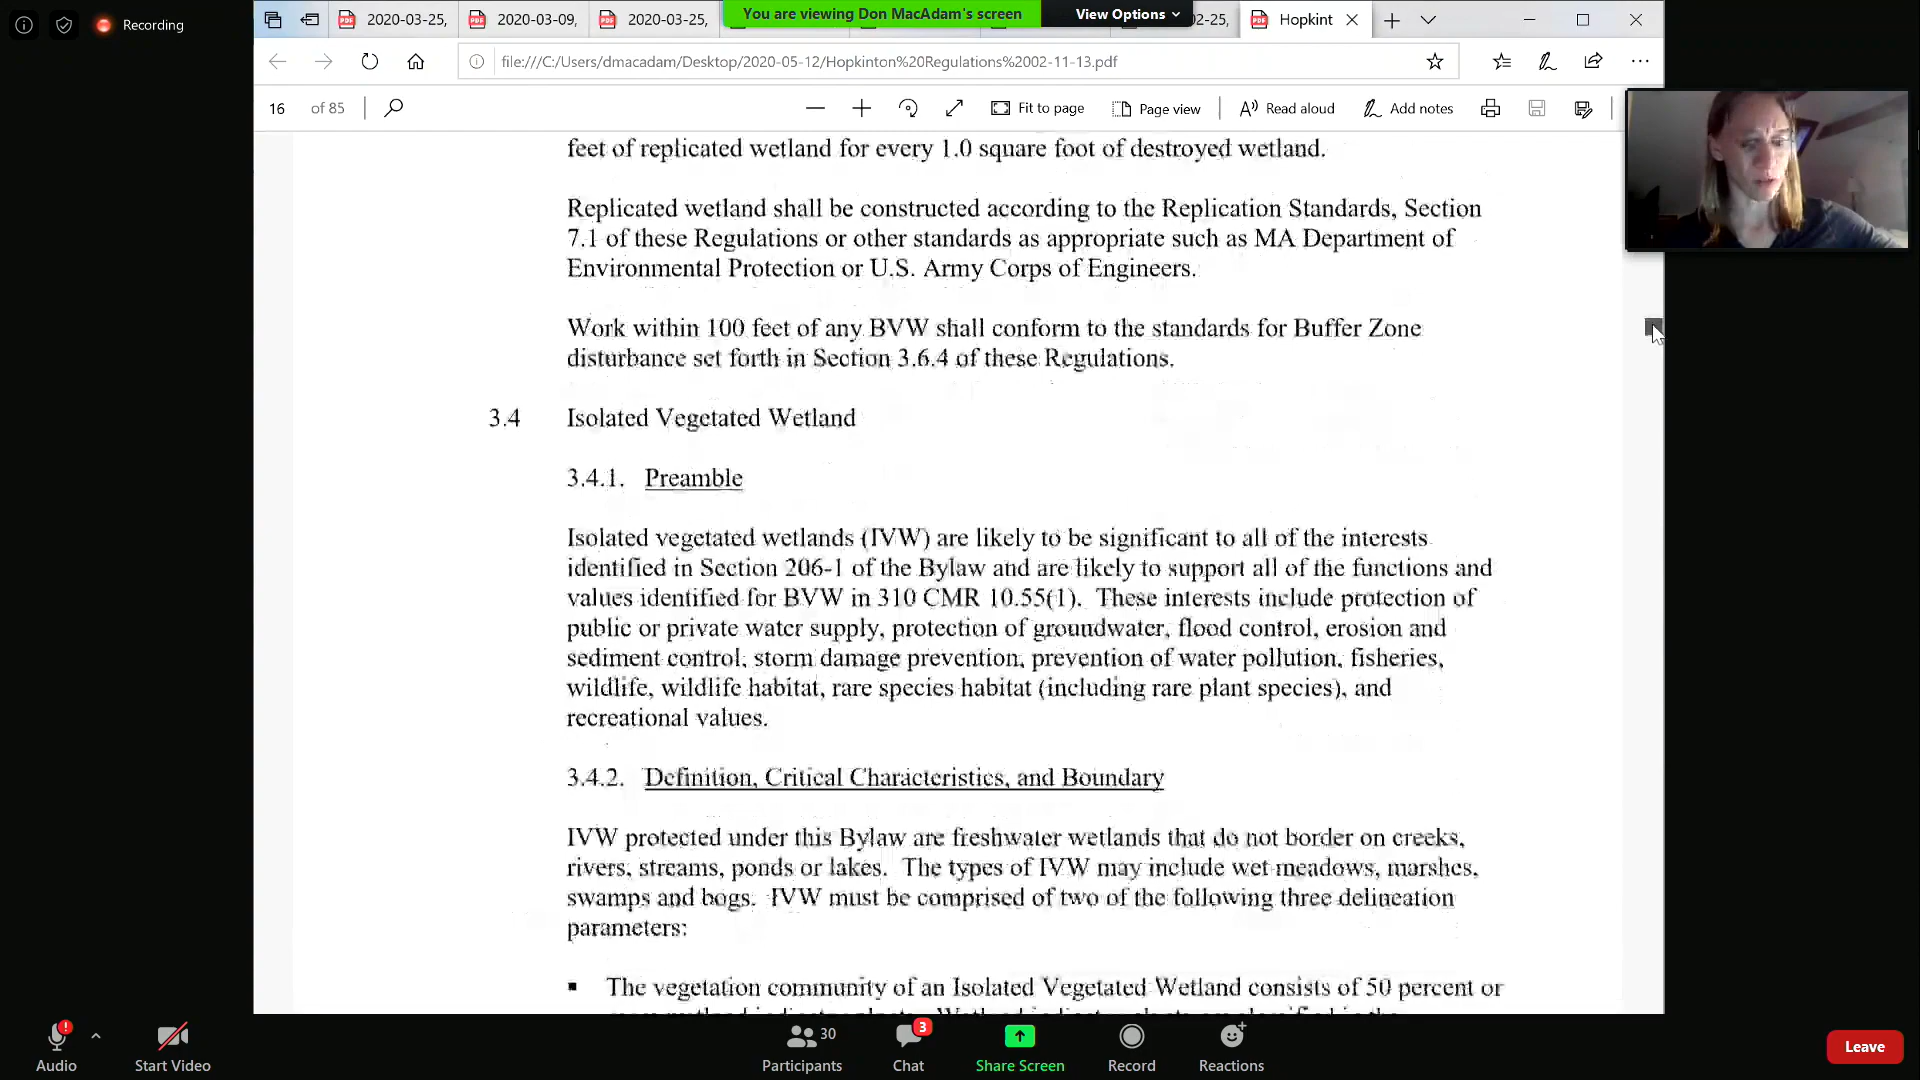 Recording
2020-03-25,
2020-03-09,
2020-03-25,
You are viewing Don MacAdam's screen
View Options
02-25,
Hopkint
file:///C:/Users/dmacadam/Desktop/2020-05-12/Hopkinton%20Regulations%2002-11-13.pdf
16 of 85
Fit to page
Page view
Read aloud
Add notes
feet of replicated wetland for every 1.0 square foot of destroyed wetland.
Replicated wetland shall be constructed according to the Replication Standards, Section
7.1 of these Regulations or other standards as appropriate such as MA Department of
Environmental Protection or U.S. Army Corps of Engineers.
Work within 100 feet of any BVW shall conform to the standards for Buffer Zone
disturbance set forth in Section 3.6.4 of these Regulations.
3.4 Isolated Vegetated Wetland
3.4.1. Preamble
Isolated vegetated wetlands (IVW) are likely to be significant to all of the interests
identified in Section 206-1 of the Bylaw and are likely to support all of the functions and
values identified for BVW in 310 CMR 10.55(1). These interests include protection of
public or private water supply, protection of groundwater, flood control, erosion and
sediment control, storm damage prevention, prevention of water pollution, fisheries,
wildlife, wildlife habitat, rare species habitat (including rare plant species), and
recreational values.
3.4.2. Definition, Critical Characteristics, and Boundary
IVW protected under this Bylaw are freshwater wetlands that do not border on creeks,
rivers, streams, ponds or lakes. The types of IVW may include wet meadows, marshes,
swamps and bogs. IVW must be comprised of two of the following three delineation
parameters:
▪ The vegetation community of an Isolated Vegetated Wetland consists of 50 percent or
Audio
Start Video
Participants
30
Chat
3
Share Screen
Record
Reactions
Leave